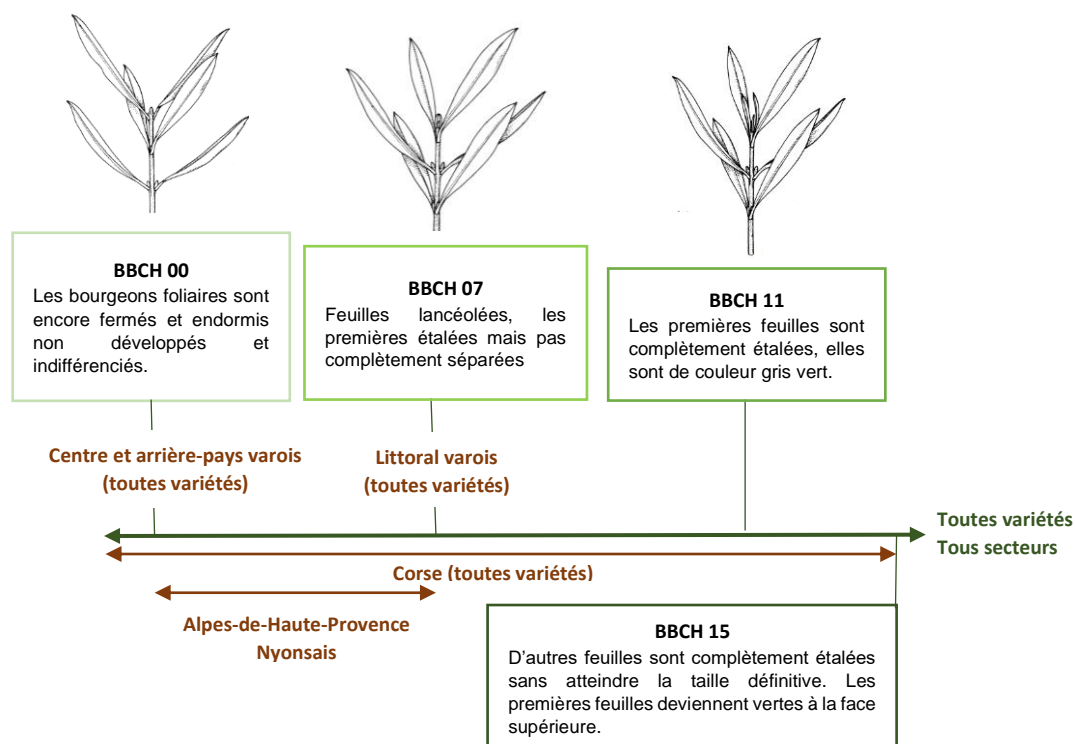 BBCH 00
Les bourgeons foliaires sont
encore fermés et endormis
non développés et
indifférenciés.
BBCH 07
Feuilles lancéolées, les
premières étalées mais pas
complètement séparées
BBCH 11
Les premières feuilles sont
complètement étalées, elles
sont de couleur gris vert.
Centre et arrière-pays varois
(toutes variétés)
Littoral varois
(toutes variétés)
Toutes variétés
Tous secteurs
Corse (toutes variétés)
Alpes-de-Haute-Provence
Nyonsais
BBCH 15
D'autres feuilles sont complètement étalées
sans atteindre la taille définitive. Les
premières feuilles deviennent vertes à la face
supérieure.